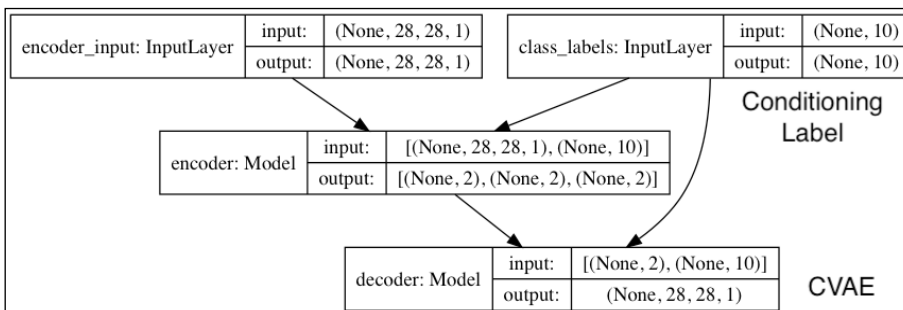 encoder_input: InputLayer
input: (None, 28, 28, 1)
output: (None, 28, 28, 1)
class_labels: InputLayer
input: (None, 10)
output: (None, 10)
Conditioning
Label
encoder: Model
input: [(None, 28, 28, 1), (None, 10)]
output: [(None, 2), (None, 2), (None, 2)]
decoder: Model
input: [(None, 2), (None, 10)]
output: (None, 28, 28, 1)
CVAE